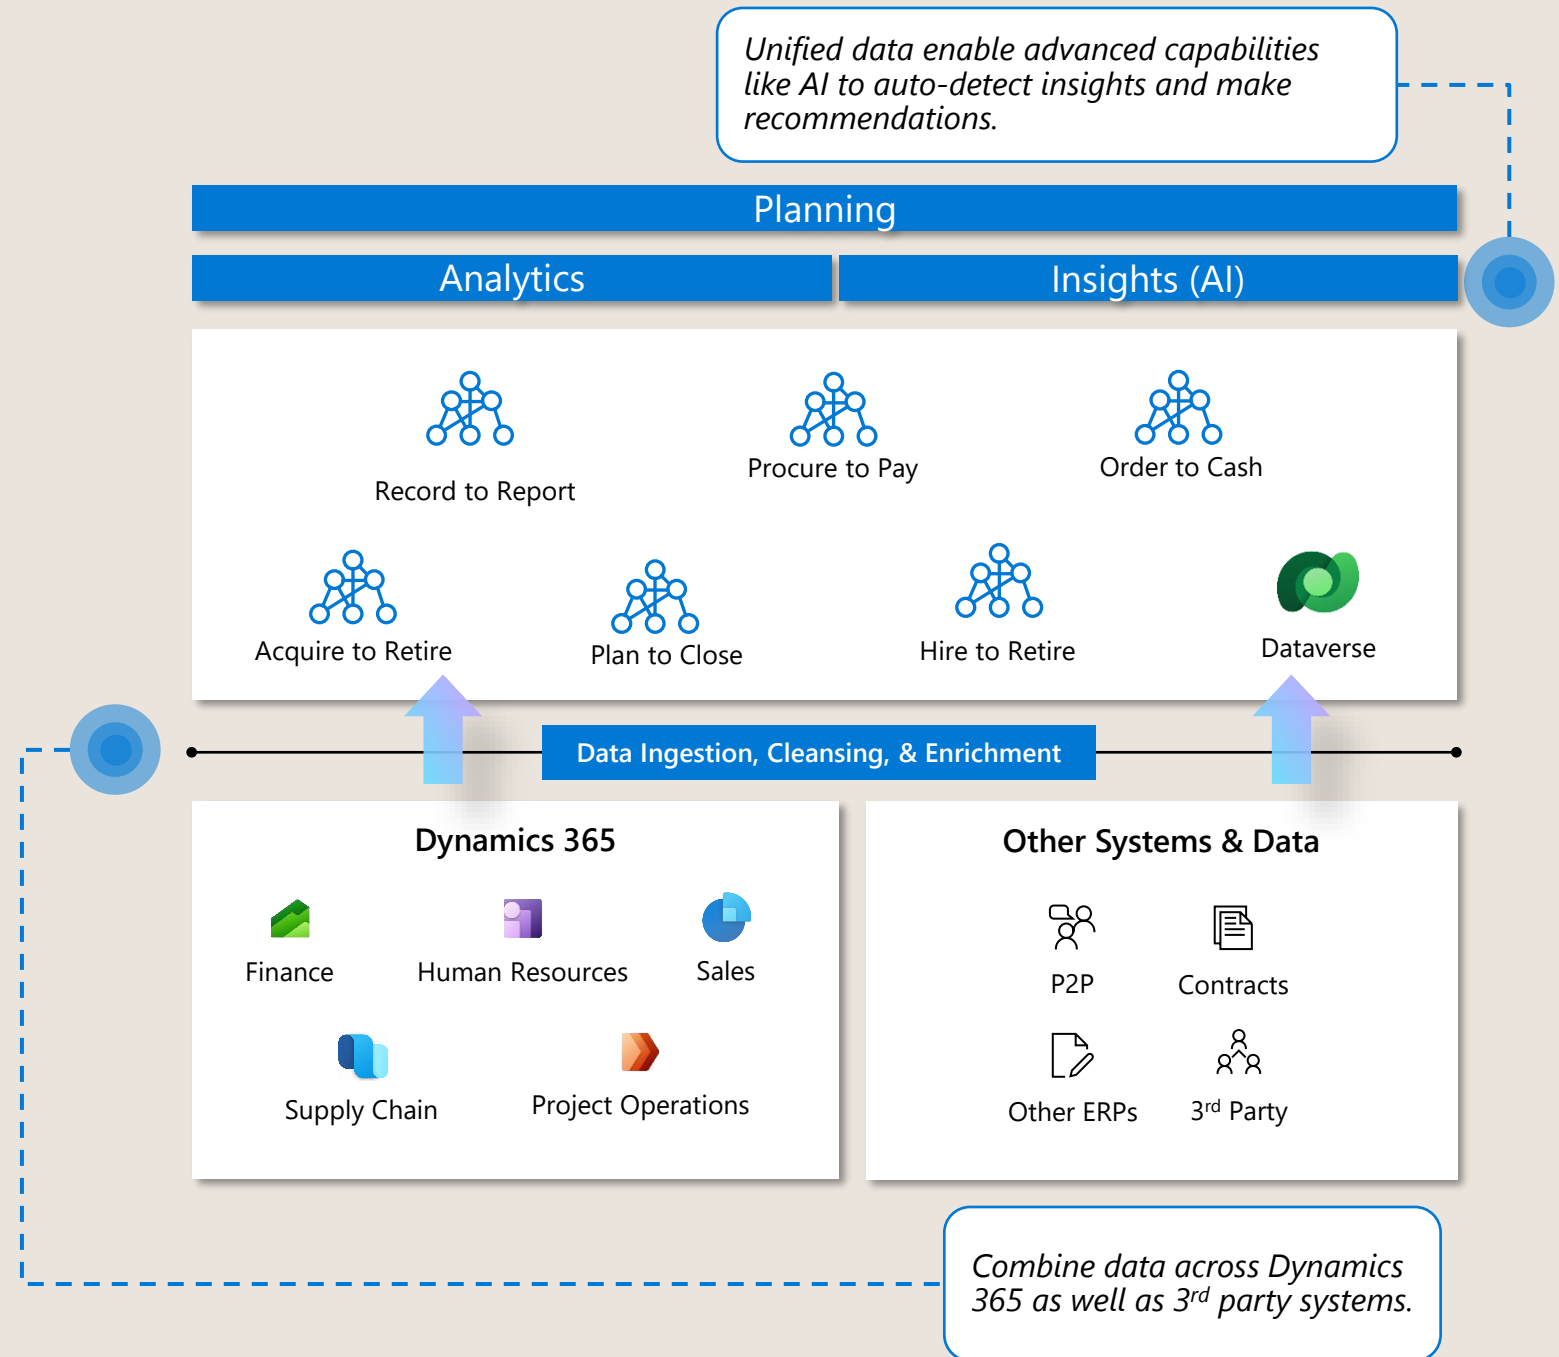 Unified data enable advanced capabilities
like AI to auto-detect insights and make
recommendations.
Planning
Analytics
Insights (AI)
Record to Report
Procure to Pay
Order to Cash
Acquire to Retire
Plan to Close
Hire to Retire
Dataverse
Data Ingestion, Cleansing, & Enrichment
Dynamics 365
Finance
Human Resources
Sales
Supply Chain
Project Operations
Other Systems & Data
P2P
Contracts
Other ERPs
3rd Party
Combine data across Dynamics
365 as well as 3rd party systems.